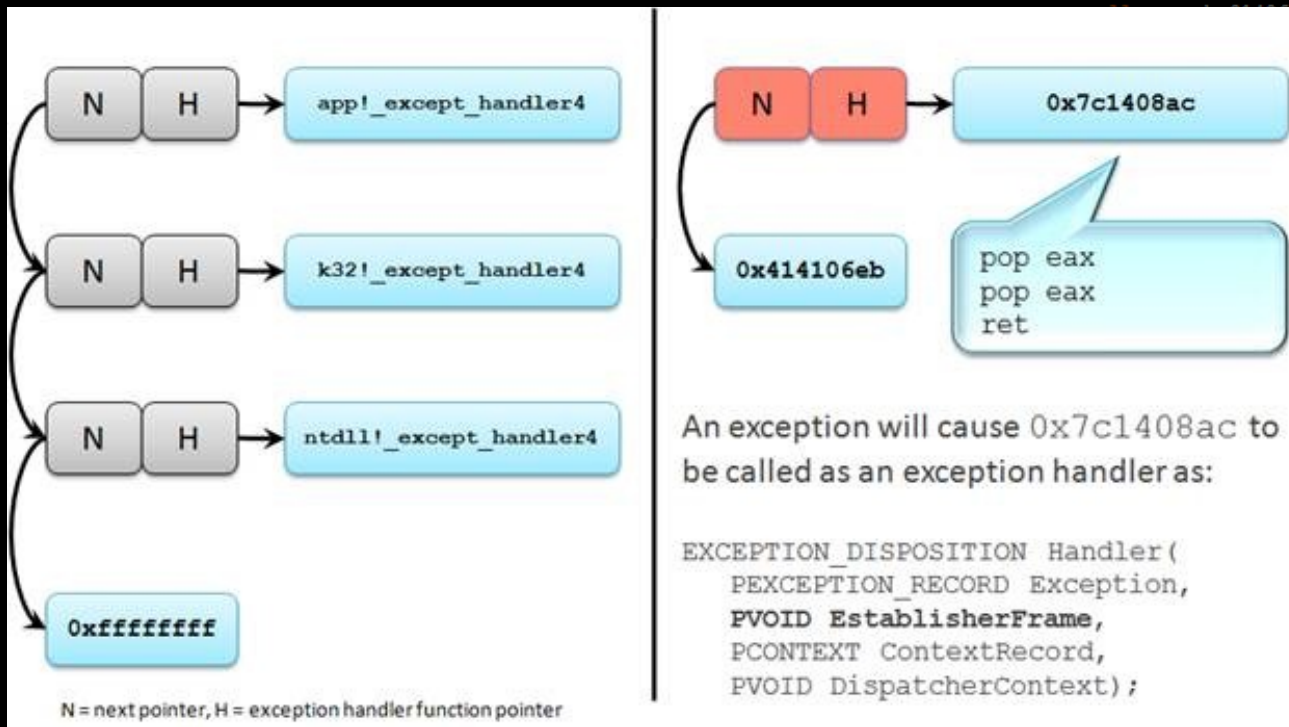 N H app!_except_handler4
N H k32!_except_handler4
N H ntdll!_except_handler4
0xffffffff
N = next pointer, H = exception handler function pointer
N H 0x7c1408ac
0x414106eb
pop eax
pop eax
ret
An exception will cause 0x7c1408ac to
be called as an exception handler as:
EXCEPTION_DISPOSITION Handler(
PEXCEPTION_RECORD Exception,
PVOID EstablisherFrame,
PCONTEXT ContextRecord,
PVOID DispatcherContext);